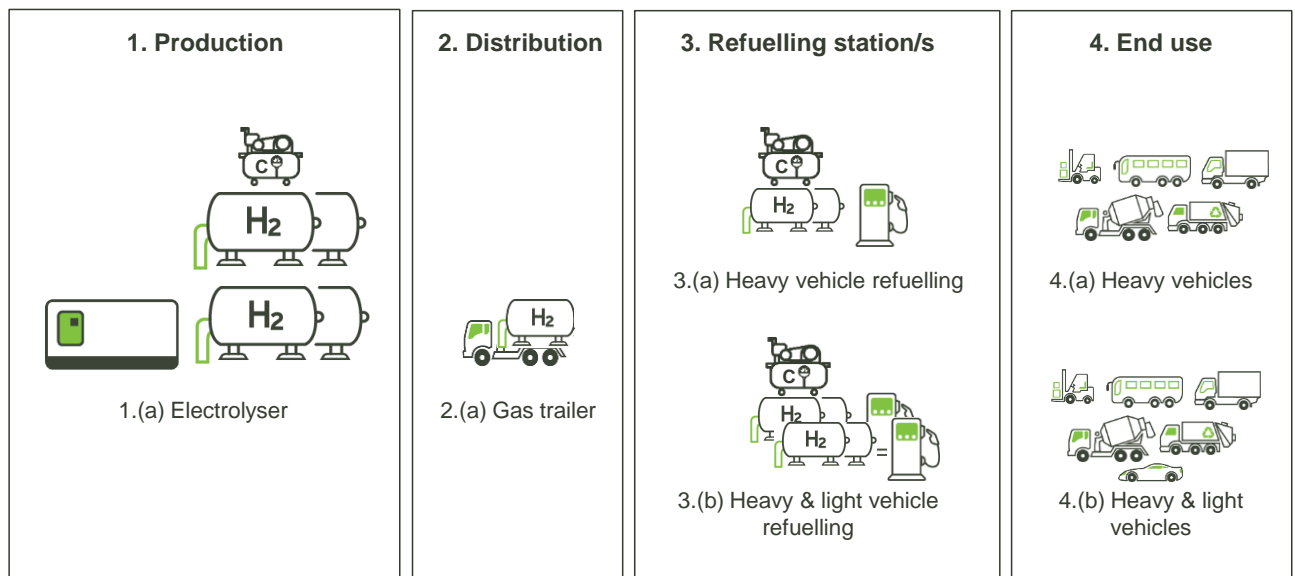 1. Production
C
H2
H2
1.(a) Electrolyser
2. Distribution
H2
2.(a) Gas trailer
3. Refuelling station/s
C
H2
3.(a) Heavy vehicle refuelling
C
H2
H2
=
3.(b) Heavy & light vehicle
refuelling
4. End use
4.(a) Heavy vehicles
4.(b) Heavy & light
vehicles